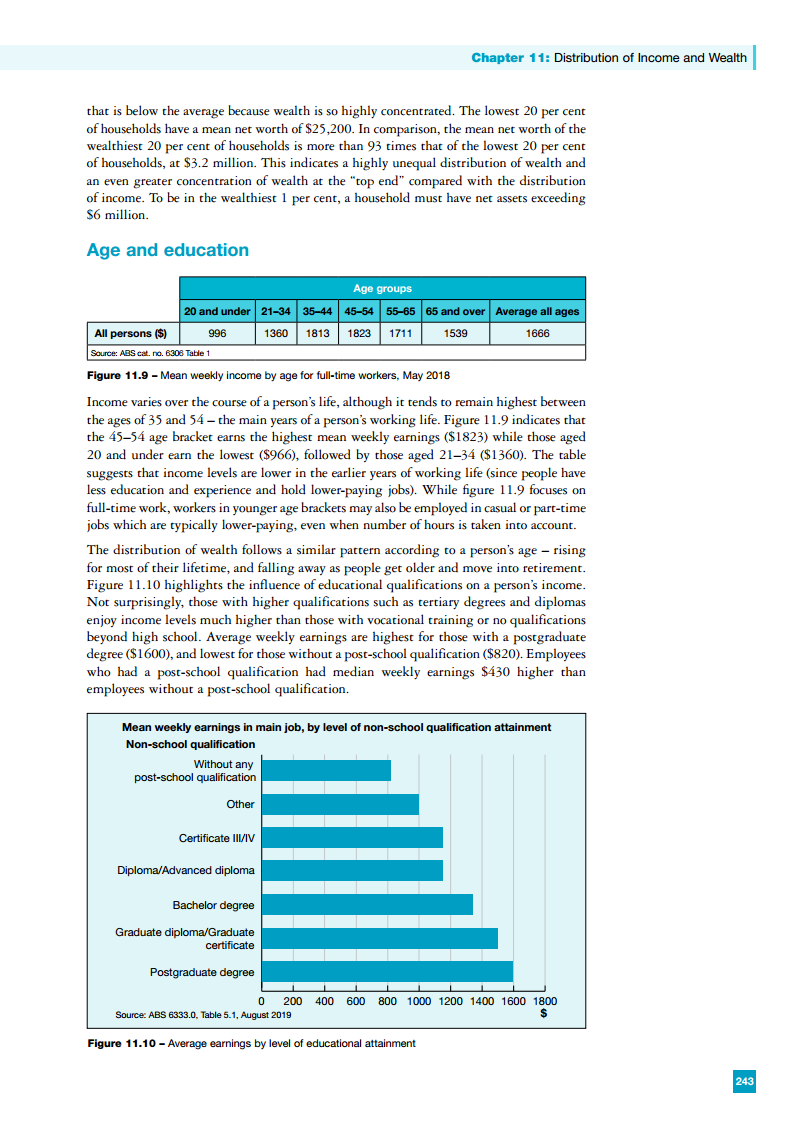 Chapter 11: Distribution of Income and Wealth
that is below the average because wealth is so highly concentrated. The lowest 20 per cent
of households have a mean net worth of $25,200. In comparison, the mean net worth of the
wealthiest 20 per cent of households is more than 93 times that of the lowest 20 per cent
of households, at $3.2 million. This indicates a highly unequal distribution of wealth and
an even greater concentration of wealth at the “top end” compared with the distribution
of income. To be in the wealthiest 1 per cent, a household must have net assets exceeding
$6 million.
Age and education
Age groups
20 and under 21–34 35–44 45–54 55–65 65 and over Average all ages
All persons ($) 996 1360 1813 1823 1711 1539 1666
Source: ABS cat. no. 6306 Table 1
Figure 11.9 – Mean weekly income by age for full-time workers, May 2018
Income varies over the course of a person’s life, although it tends to remain highest between
the ages of 35 and 54 – the main years of a person’s working life. Figure 11.9 indicates that
the 45–54 age bracket earns the highest mean weekly earnings ($1823) while those aged
20 and under earn the lowest ($966), followed by those aged 21–34 ($1360). The table
suggests that income levels are lower in the earlier years of working life (since people have
less education and experience and hold lower-paying jobs). While figure 11.9 focuses on
full-time work, workers in younger age brackets may also be employed in casual or part-time
jobs which are typically lower-paying, even when number of hours is taken into account.
The distribution of wealth follows a similar pattern according to a person’s age – rising
for most of their lifetime, and falling away as people get older and move into retirement.
Figure 11.10 highlights the influence of educational qualifications on a person’s income.
Not surprisingly, those with higher qualifications such as tertiary degrees and diplomas
enjoy income levels much higher than those with vocational training or no qualifications
beyond high school. Average weekly earnings are highest for those with a postgraduate
degree ($1600), and lowest for those without a post-school qualification ($820). Employees
who had a post-school qualification had median weekly earnings $430 higher than
employees without a post-school qualification.
Mean weekly earnings in main job, by level of non-school qualification attainment
Non-school qualification
Without any
post-school qualification
Other
Certificate III/IV
Diploma/Advanced diploma
Bachelor degree
Graduate diploma/Graduate
certificate
Postgraduate degree
0 200 400 600 800 1000 1200 1400 1600 1800
$
Source: ABS 6333.0, Table 5.1, August 2019
Figure 11.10 – Average earnings by level of educational attainment
243